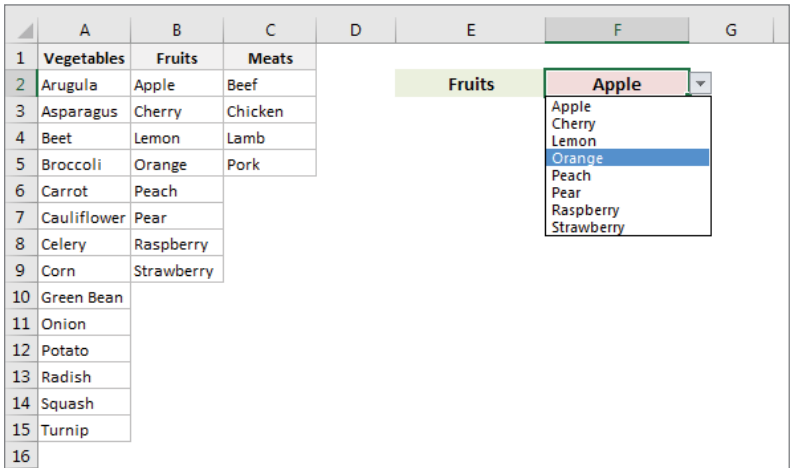 A B C D E F G
1 Vegetables Fruits Meats
2 Arugula Apple Beef Fruits Apple
3 Asparagus Cherry Chicken Apple
Cherry
4 Beet Lemon Lamb Lemon
5 Broccoli Orange Pork Orange
6 Carrot Peach Peach
7 Cauliflower Pear Pear
8 Celery Raspberry Raspberry
Strawberry
9 Corn Strawberry
10 Green Bean
11 Onion
12 Potato
13 Radish
14 Squash
15 Turnip
16